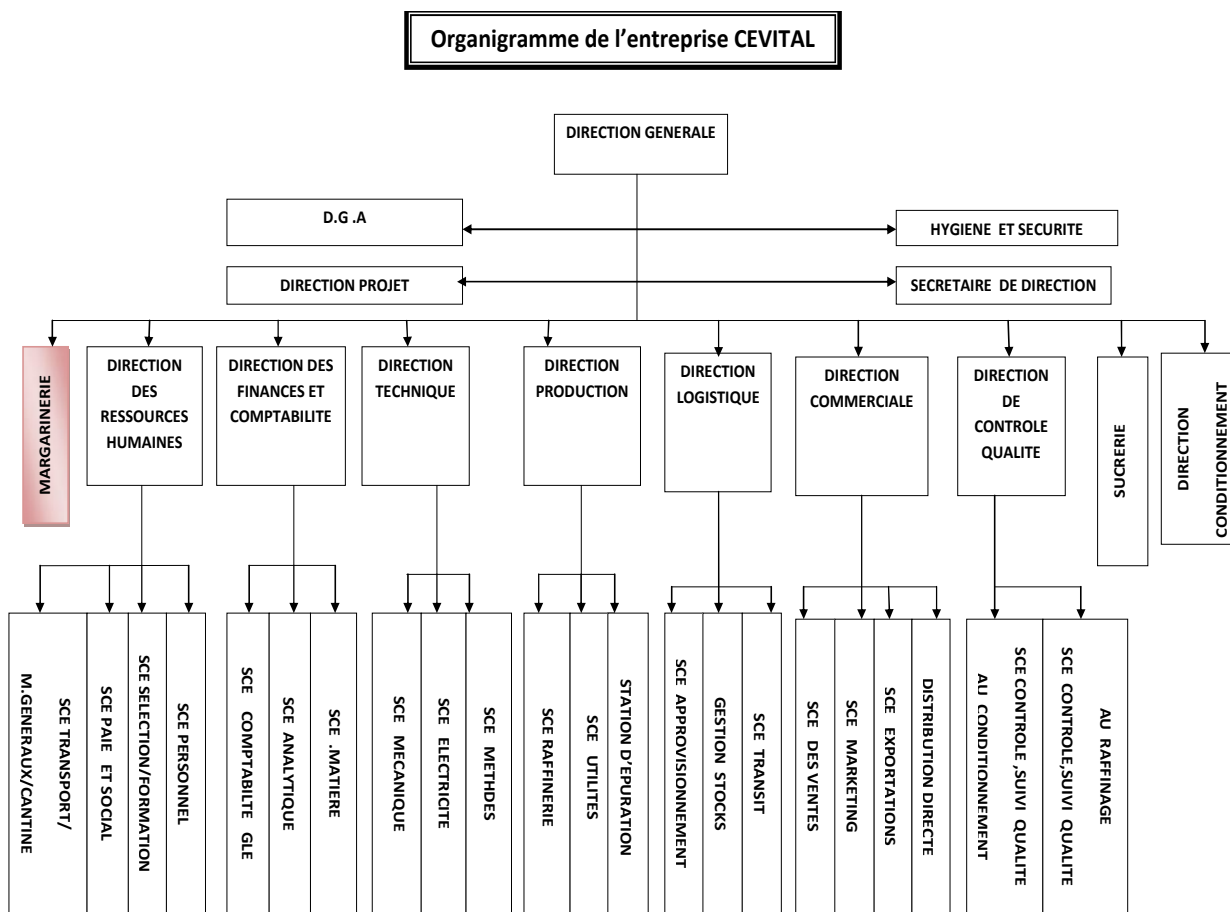 Organigramme de l'entreprise CEVITAL
DIRECTION GENERALE
D.G .A
HYGIENE ET SECURITE
DIRECTION PROJET
SECRETAIRE DE DIRECTION
MARGARINERIE
DIRECTION
DES
RESSOURCES
HUMAINES
DIRECTION DES
FINANCES ET
COMPTABILITE
DIRECTION
TECHNIQUE
DIRECTION
PRODUCTION
DIRECTION
LOGISTIQUE
DIRECTION
COMMERCIALE
DIRECTION
DE
CONTROLE
QUALITE
SUCRERIE
DIRECTION
CONDITIONNEMENT
SCE TRANSPORT/
M.GENERAUX/CANTINE
SCE PAIE ET SOCIAL
SCE SELECTION/FORMATION
SCE PERSONNEL
SCE COMPTABILTE GLE
SCE ANALYTIQUE
SCE .MATIERE
SCE MECANIQUE
SCE ELECTRICITE
SCE METHDES
SCE RAFFINERIE
SCE UTILITES
STATION D'EPURATION
SCE APPROVISIONNEMENT
GESTION STOCKS
SCE TRANSIT
SCE DES VENTES
SCE MARKETING
SCE EXPORTATIONS
DISTRIBUTION DIRECTE
SCE CONTROLE ,SUIVI QUALITE
AU CONDITIONNEMENT
SCE CONTROLE,SUIVI QUALITE
AU RAFFINAGE